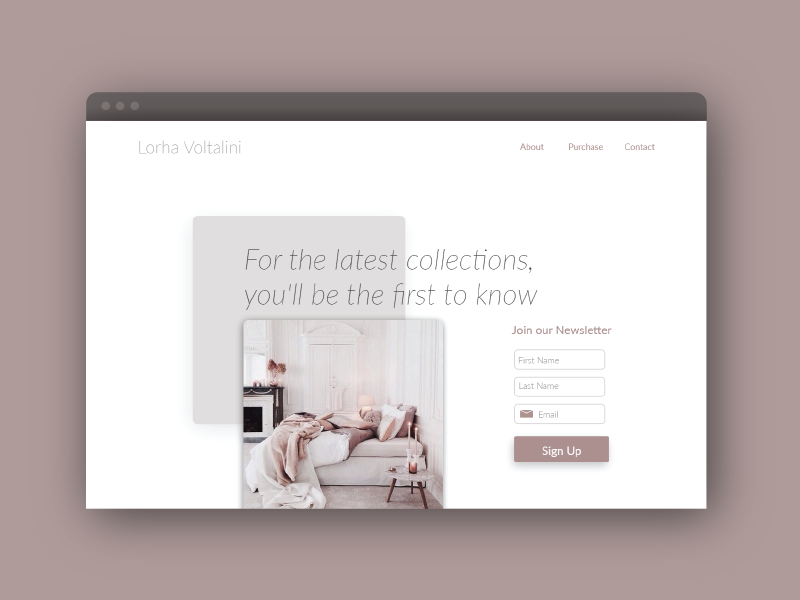 Lorha Voltalini
About Purchase Contact
For the latest collections,
you'll be the first to know
Join our Newsletter
First Name
Last Name
Email
Sign Up